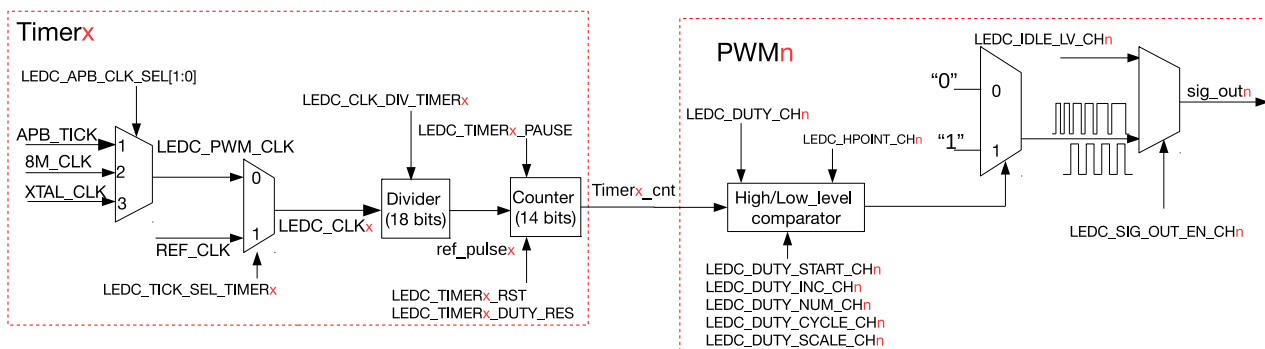 Timerx
LEDC_APB_CLK_SEL[1:0]
APB_TICK
8M_CLK
XTAL_CLK
1
2
3
LEDC_PWM_CLK
REF_CLK
0
1
LEDC_TICK_SEL_TIMERx
LEDC_CLKx
LEDC_CLK_DIV_TIMERx
Divider
(18 bits)
ref_pulsex
LEDC_TIMERx_PAUSE
Counter
(14 bits)
LEDC_TIMERx_RST
LEDC_TIMERx_DUTY_RES
Timerx_cnt
PWMn
LEDC_DUTY_CHn
LEDC_HPOINT_CHn
High/Low_level
comparator
LEDC_DUTY_START_CHn
LEDC_DUTY_INC_CHn
LEDC_DUTY_NUM_CHn
LEDC_DUTY_CYCLE_CHn
LEDC_DUTY_SCALE_CHn
“0”
0
“1”
1
LEDC_IDLE_LV_CHn
sig_outn
LEDC_SIG_OUT_EN_CHn